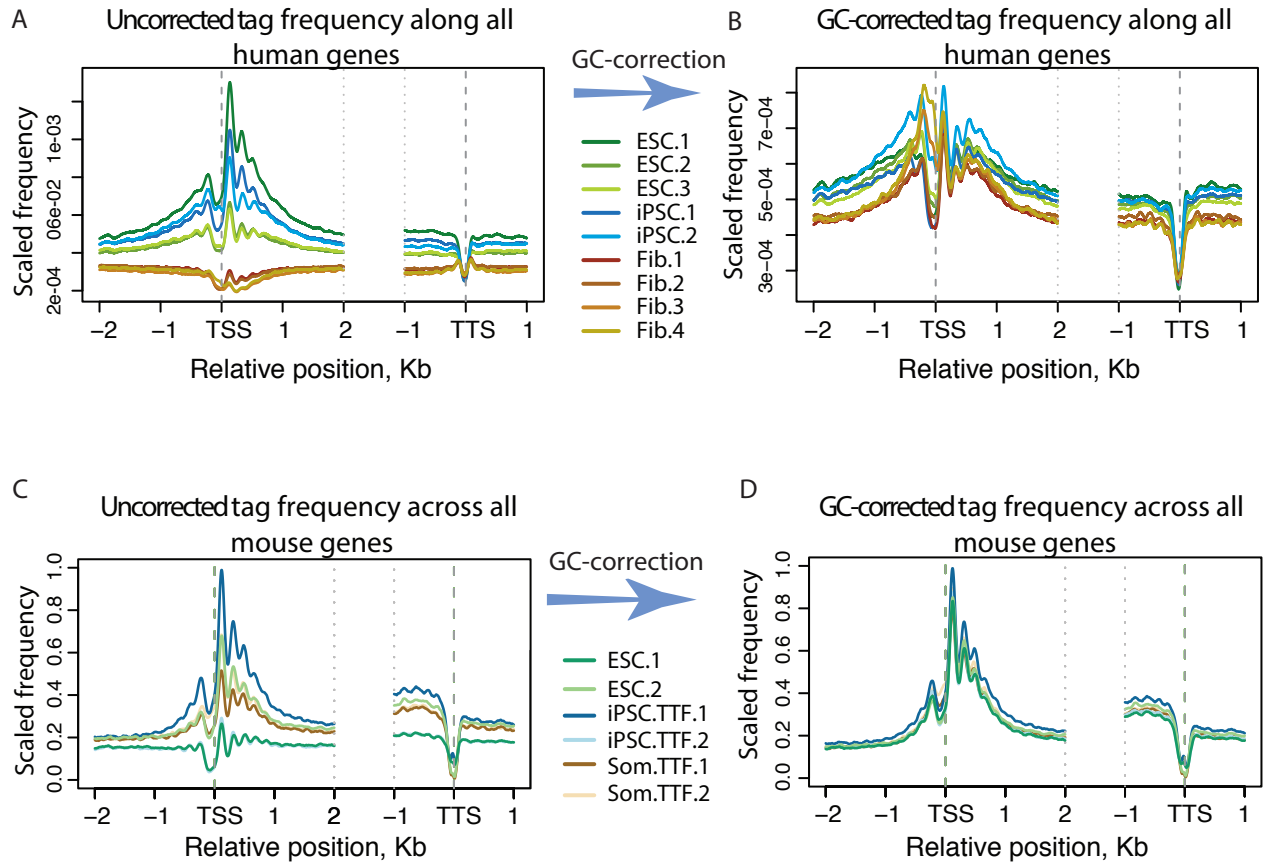 A
Uncorrected tag frequency along all
human genes
Scaled frequency
2e-04
06e-02
1e-03
−2
−1
TSS
1
2
−1
TTS
1
Relative position, Kb
GC-correction
ESC.1
ESC.2
ESC.3
iPSC.1
iPSC.2
Fib.1
Fib.2
Fib.3
Fib.4
B
GC-corrected tag frequency along all
human genes
Scaled frequency
3e-04
5e-04
7e-04
−2
−1
TSS
1
2
−1
TTS
1
Relative position, Kb
C
Uncorrected tag frequency across all
mouse genes
Scaled frequency
0.0
0.2
0.4
0.6
0.8
1.0
−2
−1
TSS
1
2
−1
TTS
1
Relative position, Kb
GC-correction
ESC.1
ESC.2
iPSC.TTF.1
iPSC.TTF.2
Som.TTF.1
Som.TTF.2
D
GC-corrected tag frequency across all
mouse genes
Scaled frequency
0.0
0.2
0.4
0.6
0.8
1.0
−2
−1
TSS
1
2
−1
TTS
1
Relative position, Kb